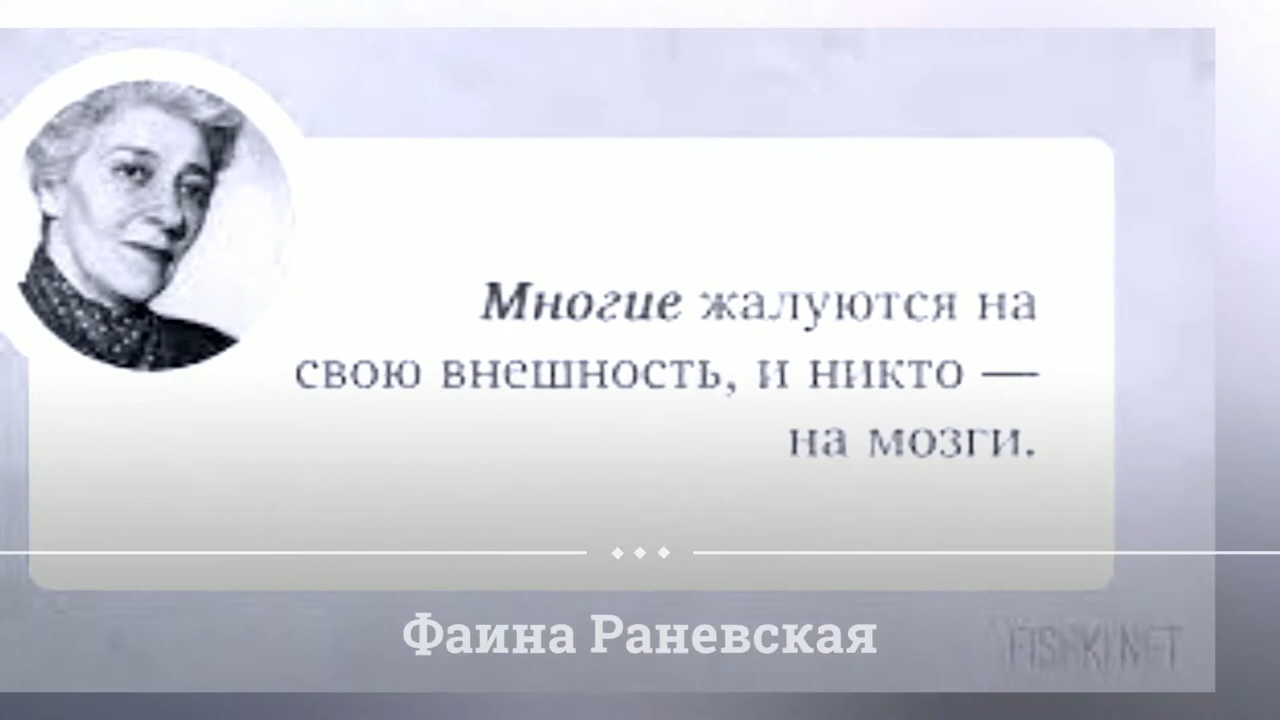 Многие жалуются на
свою внешность, и никто —
на мозги.
Фаина Раневская
FISHKI.NET